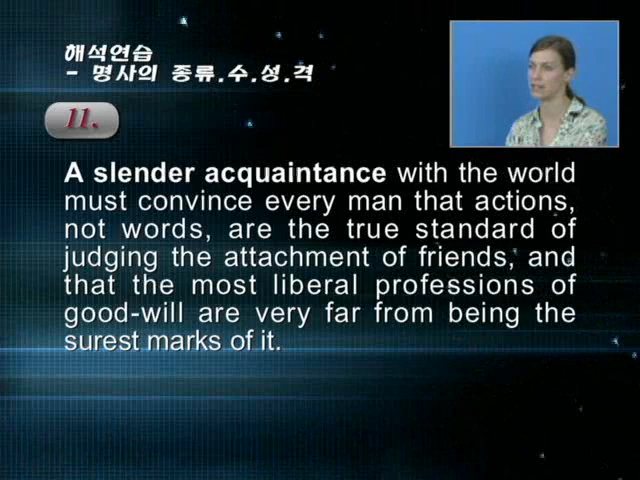 해석연습
- 명사의 종류.수.성.격
11.
A slender acquaintance with the world
must convince every man that actions,
not words, are the true standard of
judging the attachment of friends, and
that the most liberal professions of
good-will are very far from being the
surest marks of it.